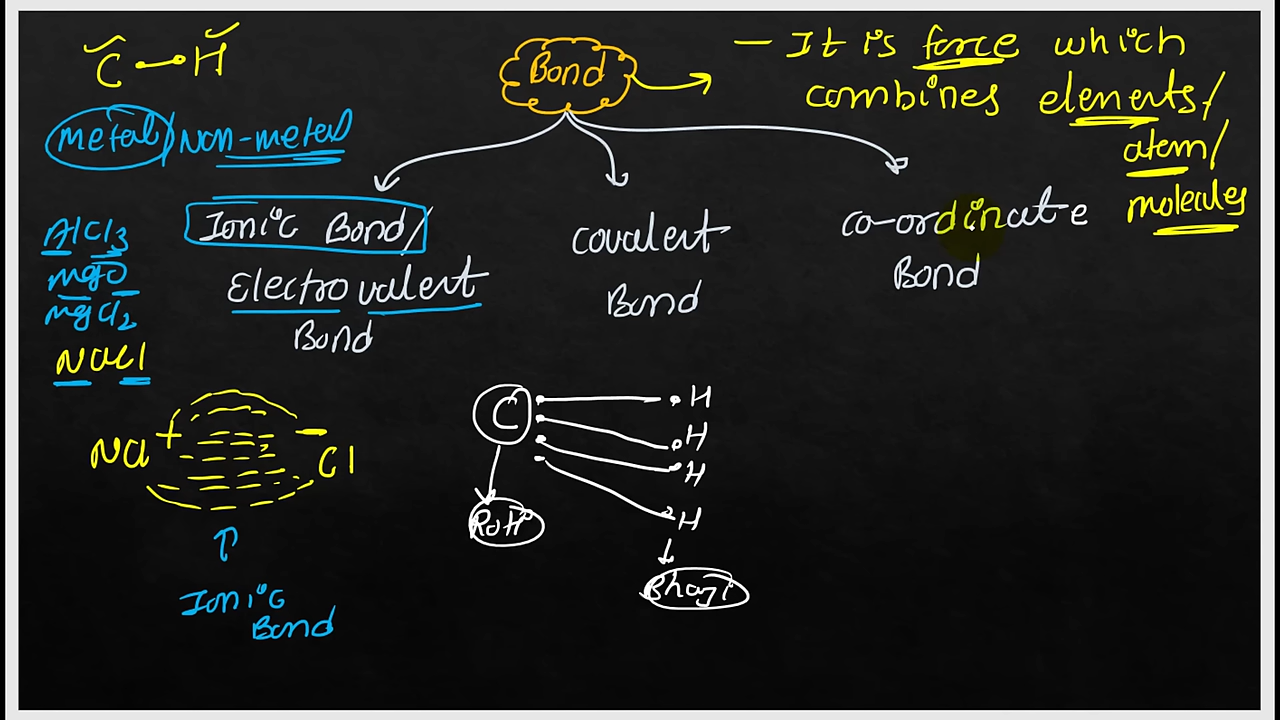 C H
Bond
- It is force which
combines elements/
atom/
molecules
metal/Non-metal
Ionic Bond/
Electrovalent
Bond
covalent
Bond
co-ordinate
Bond
AlCl3
MgO
MgCl2
NaCl
Na+ - Cl
Ionic
Bond
C
H
H
H
H
Roti
Bhaji